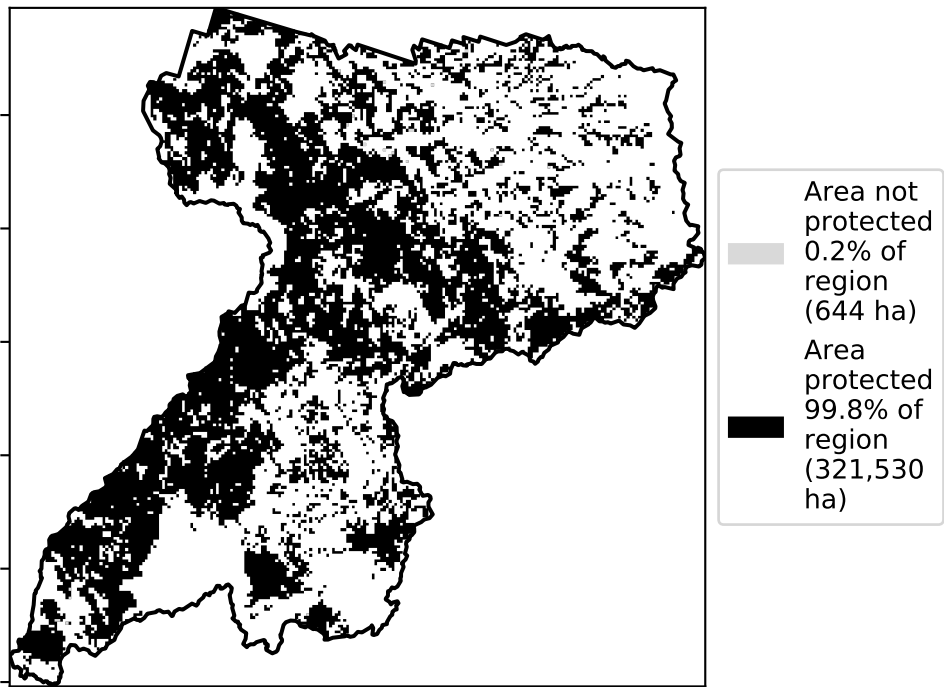 Area not
protected
0.2% of
region
(644 ha)
Area
protected
99.8% of
region
(321,530
ha)